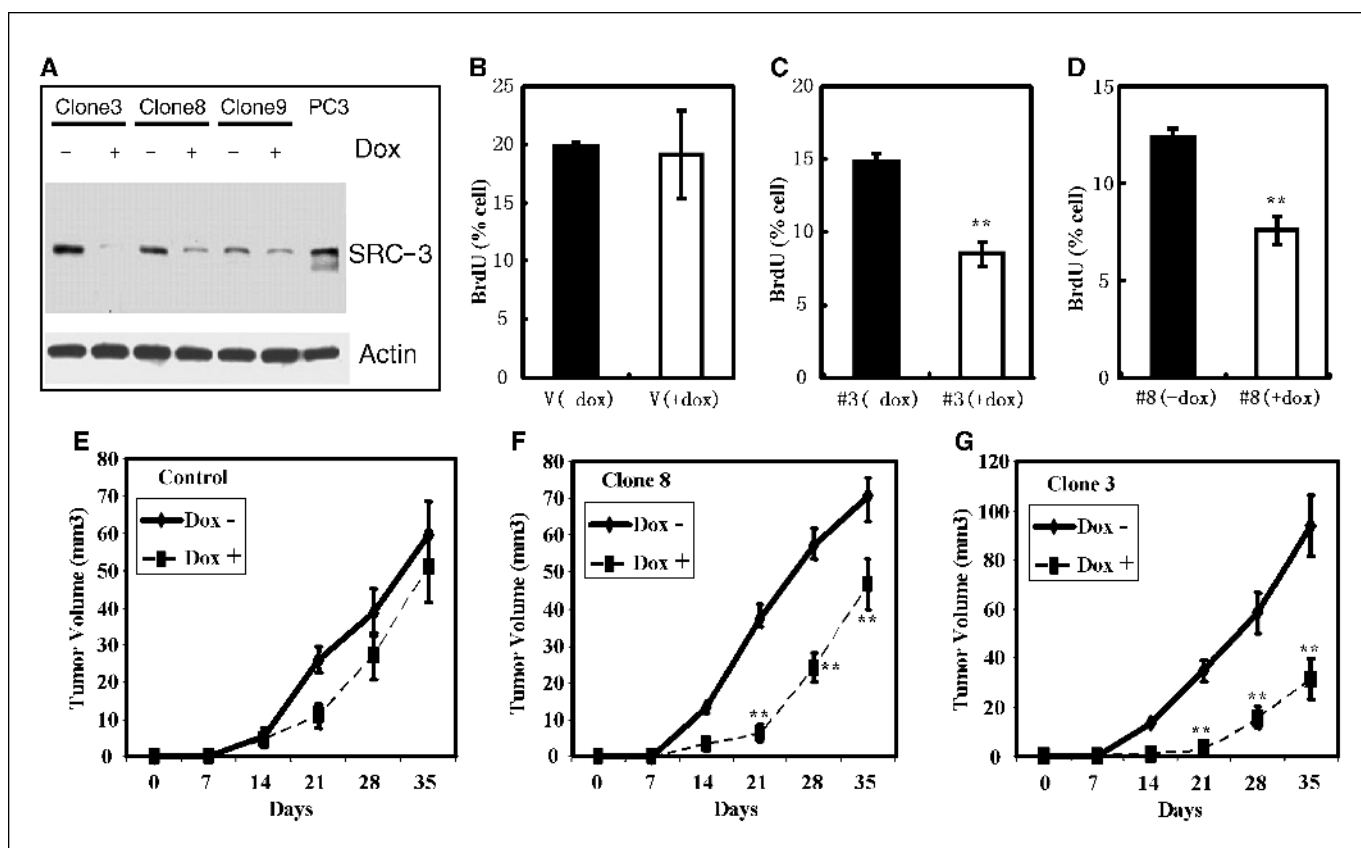 A
Clone3 Clone8 Clone9 PC3
− + − + − + Dox
SRC-3
Actin
B
BrdU (% cell)
25
20
15
10
5
0
V(-dox) V(+dox)
C
BrdU (% cell)
20
15
10
5
0
**
#3(-dox) #3(+dox)
D
BrdU (% cell)
15
10
5
0
**
#8(-dox) #8(+dox)
E
Control
Dox -
Dox +
Tumor Volume (mm3)
80
70
60
50
40
30
20
10
0
0 7 14 21 28 35
Days
F
Clone 8
Dox -
Dox +
Tumor Volume (mm3)
80
70
60
50
40
30
20
10
0
**
**
**
0 7 14 21 28 35
Days
G
Clone 3
Dox -
Dox +
Tumor Volume (mm3)
120
100
80
60
40
20
0
**
**
**
0 7 14 21 28 35
Days